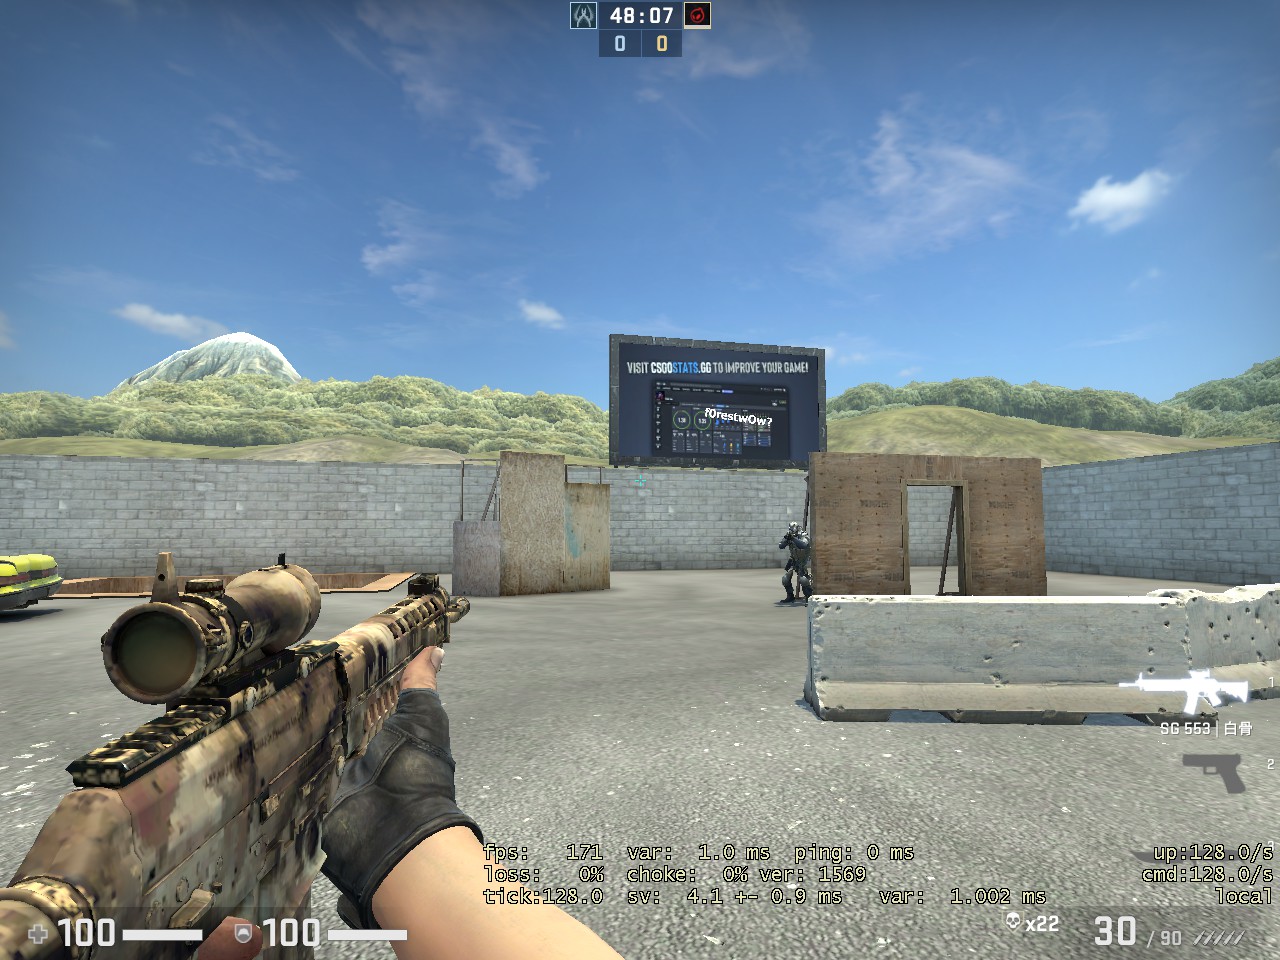 48:07
0 0
VISIT CSGOSTATS.GG TO IMPROVE YOUR GAME!
f0restw0w?
1
SG 553 | 白骨
2
fps: 171 var: 1.0 ms ping: 0 ms
up:128.0/s
loss: 0% choke: 0% ver: 1569
cmd:128.0/s
tick:128.0 sv: 4.1 +- 0.9 ms var: 1.002 ms
local
100 100 x22 30 / 90